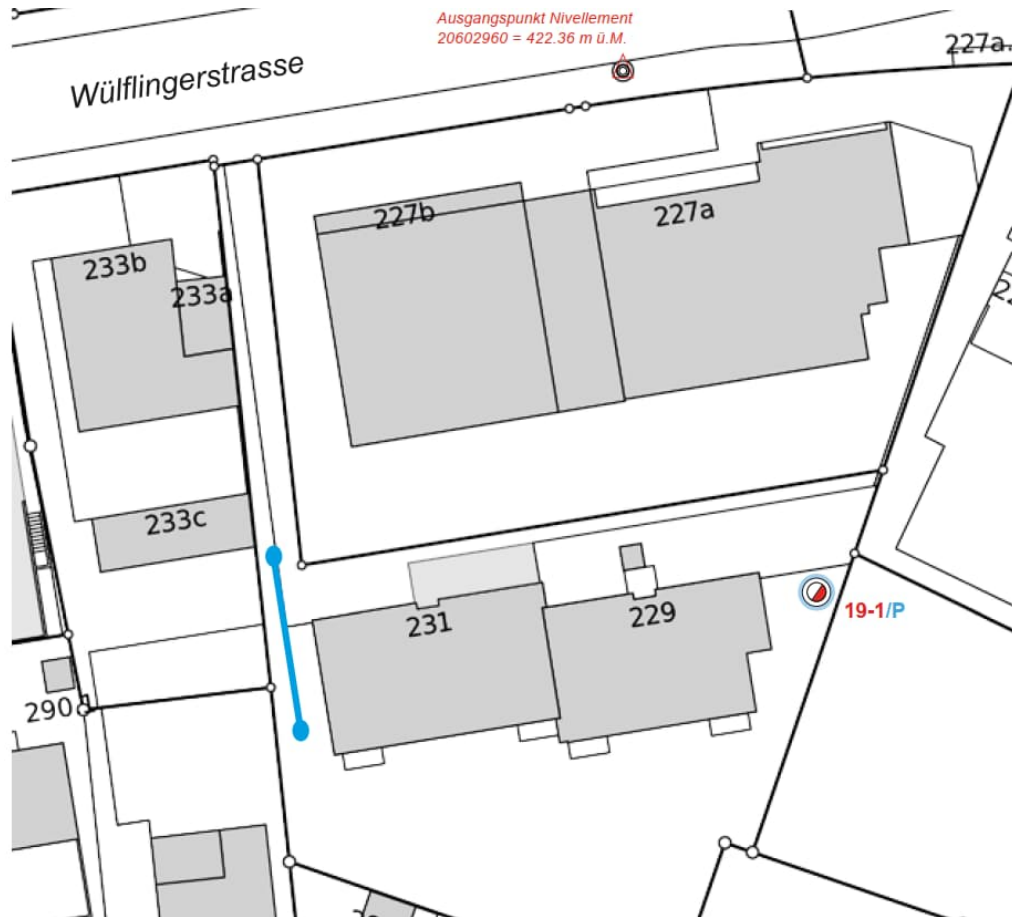 Ausgangspunkt Nivellement
20602960 = 422.36 m ü.M.
Wülflingerstrasse
227a
227b
227a
233b
233a
233c
231
229
19-1/P
290